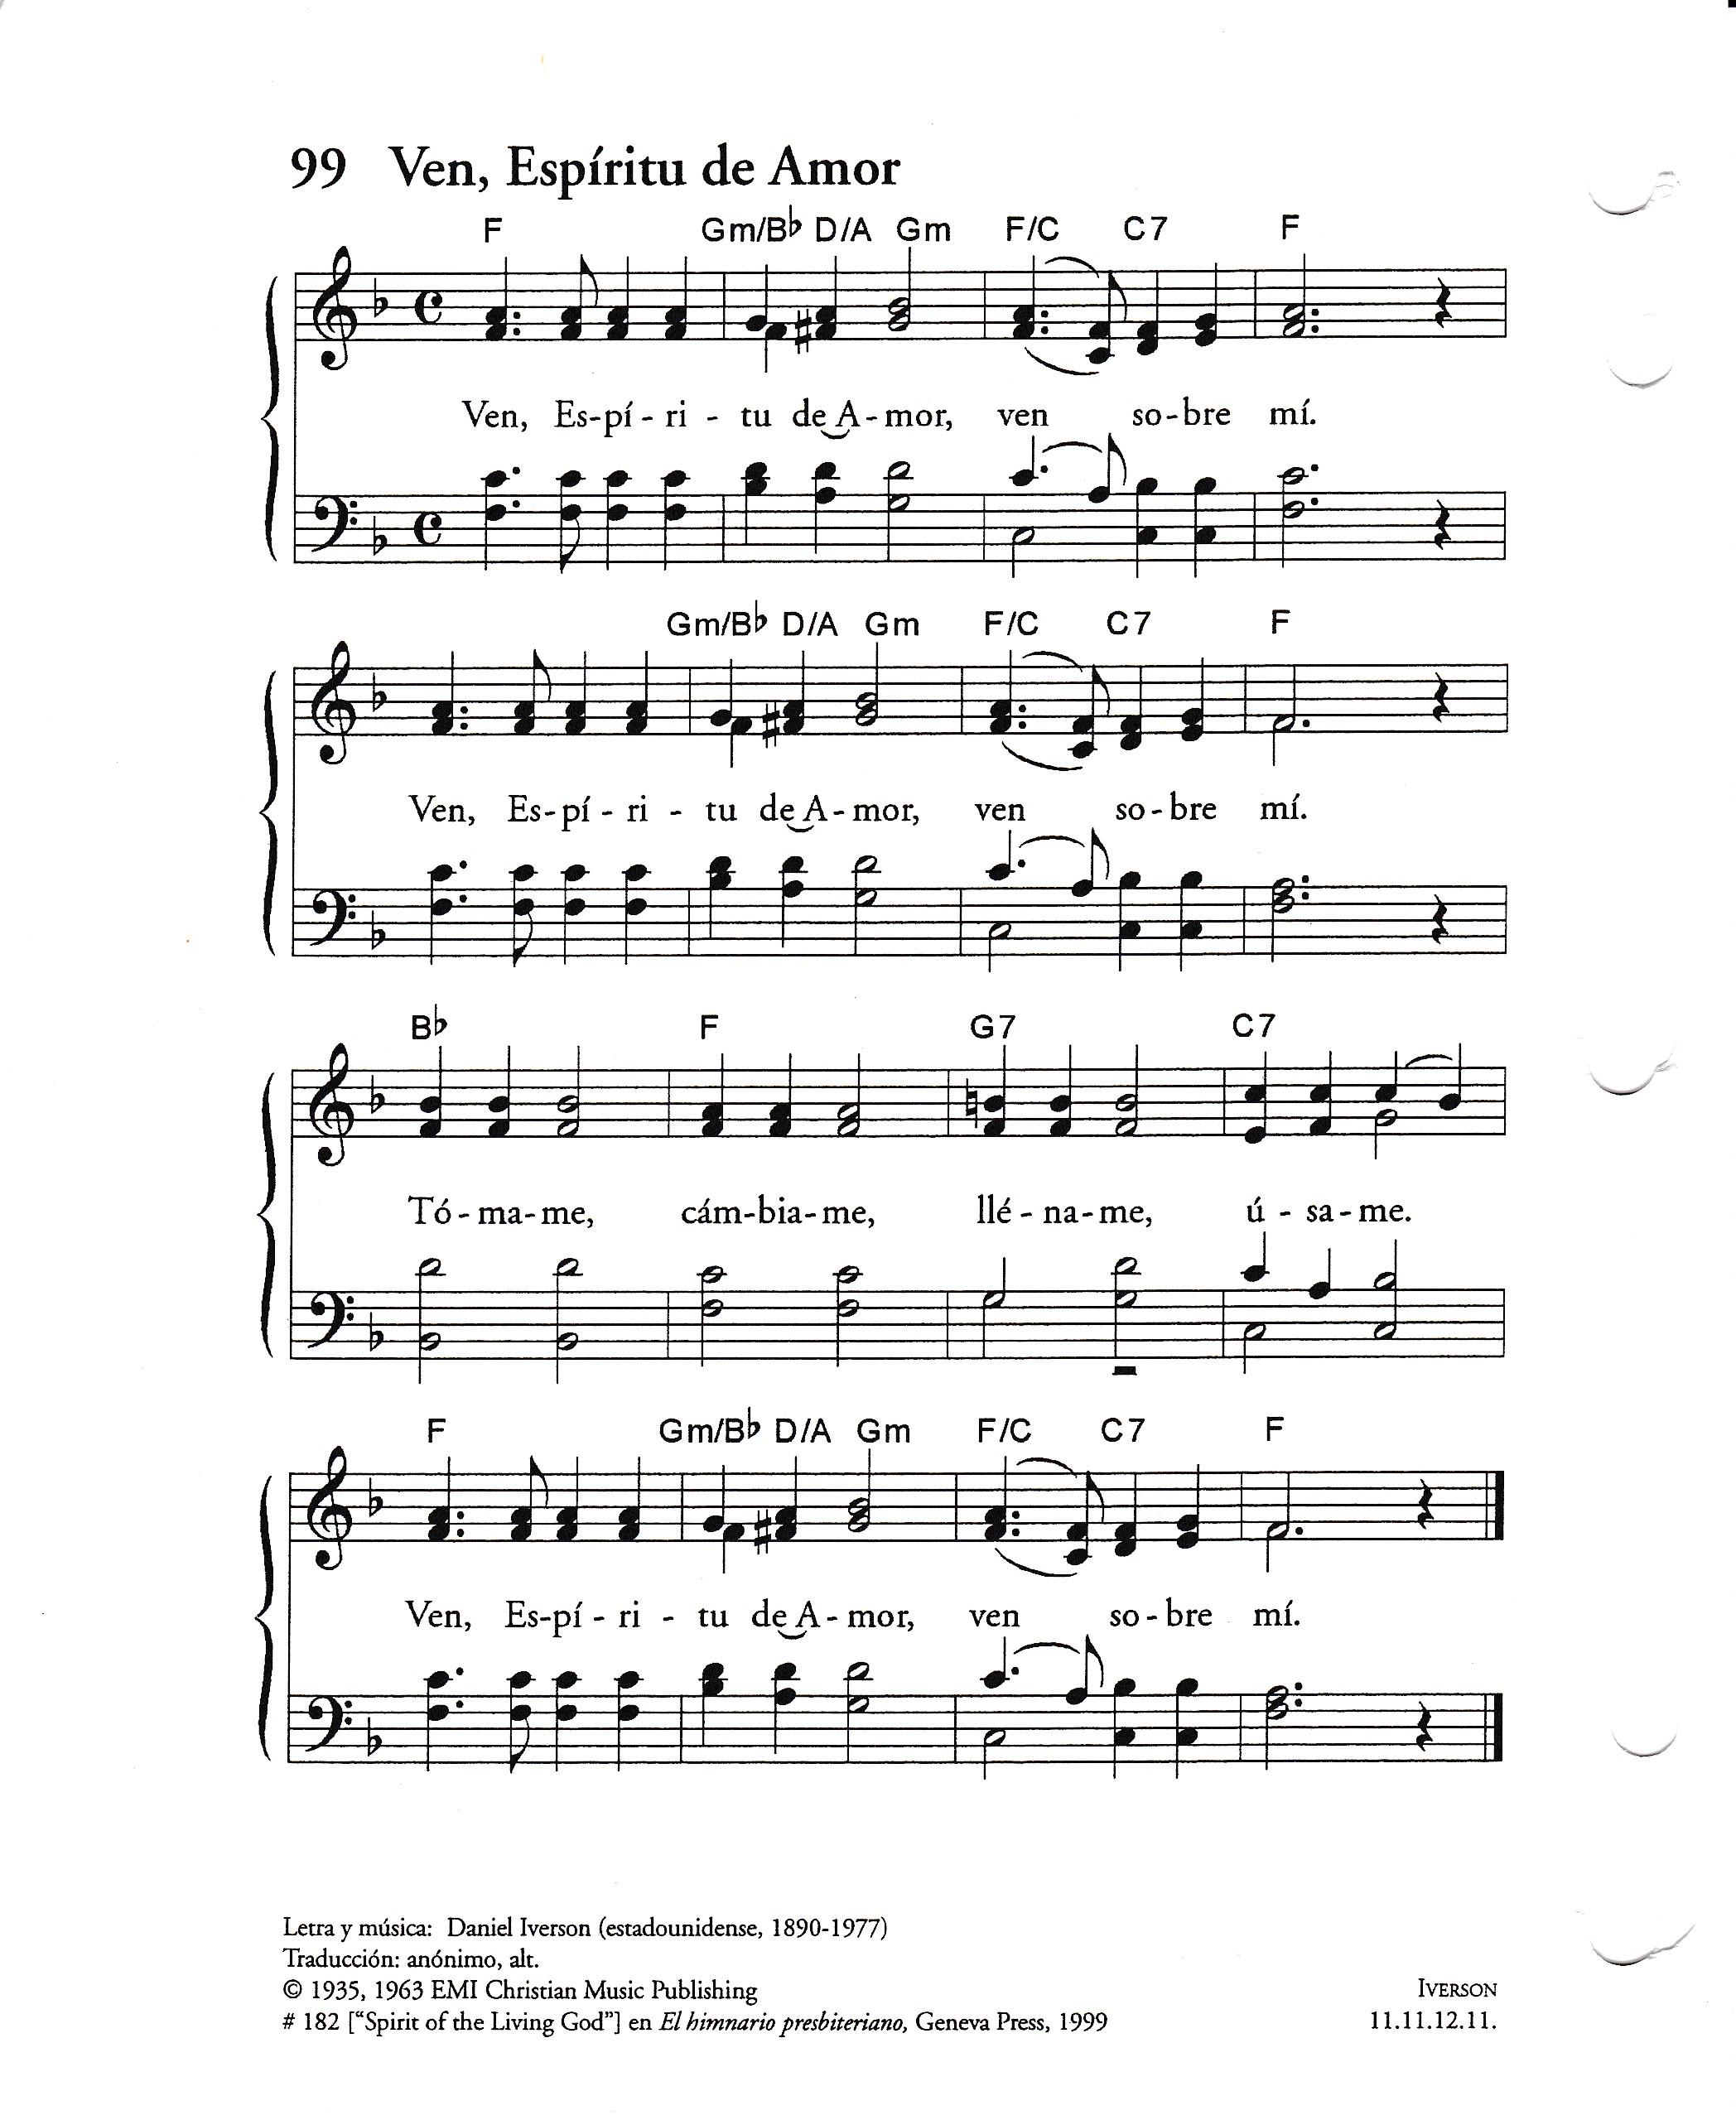 99 Ven, Espíritu de Amor
F Gm/B♭ D/A Gm F/C C7 F
Ven, Es-pí-ri-tu de A-mor, ven so-bre mí.
Gm/B♭ D/A Gm F/C C7 F
Ven, Es-pí-ri-tu de A-mor, ven so-bre mí.
B♭ F G7 C7
Tó-ma-me, cám-bia-me, llé-na-me, ú-sa-me.
F Gm/B♭ D/A Gm F/C C7 F
Ven, Es-pí-ri-tu de A-mor, ven so-bre mí.
Letra y música: Daniel Iverson (estadounidense, 1890-1977)
Traducción: anónimo, alt.
© 1935, 1963 EMI Christian Music Publishing
IVERSON
# 182 ["Spirit of the Living God"] en El himnario presbiteriano, Geneva Press, 1999
11.11.12.11.